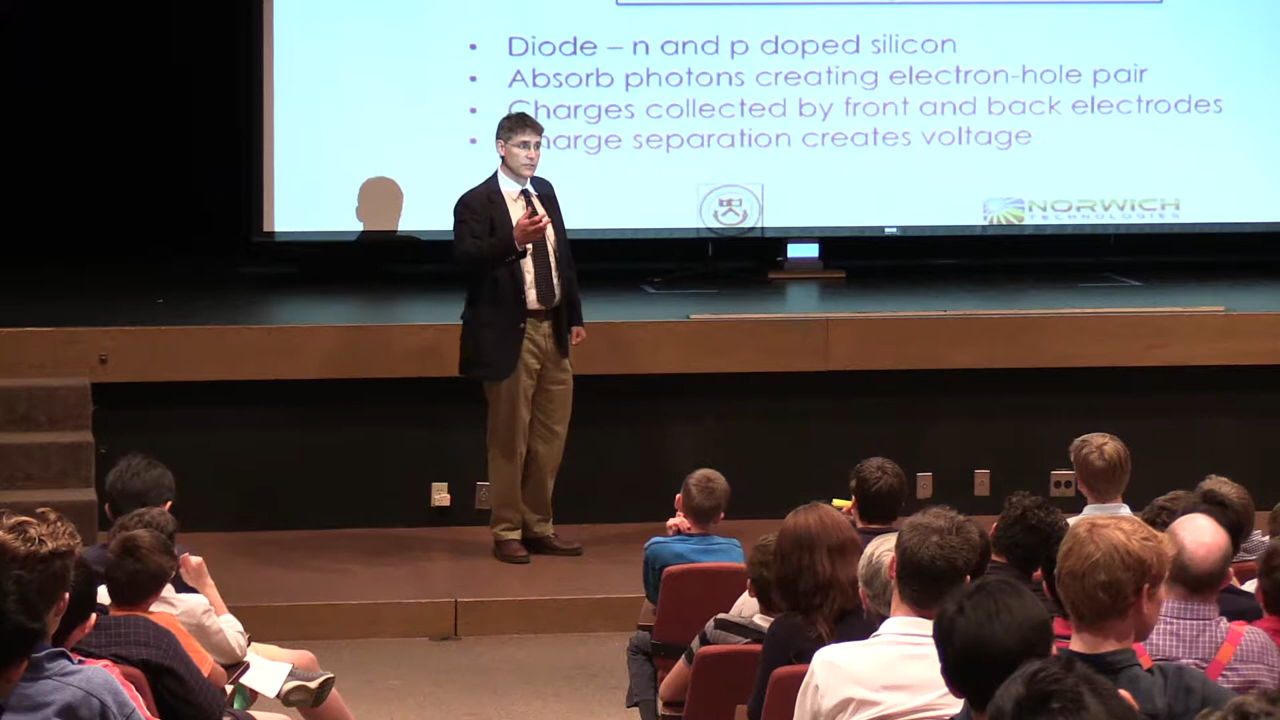 • Diode – n and p doped silicon
• Absorb photons creating electron-hole pair
• Charges collected by front and back electrodes
• Charge separation creates voltage
NORWICH
TECHNOLOGIES